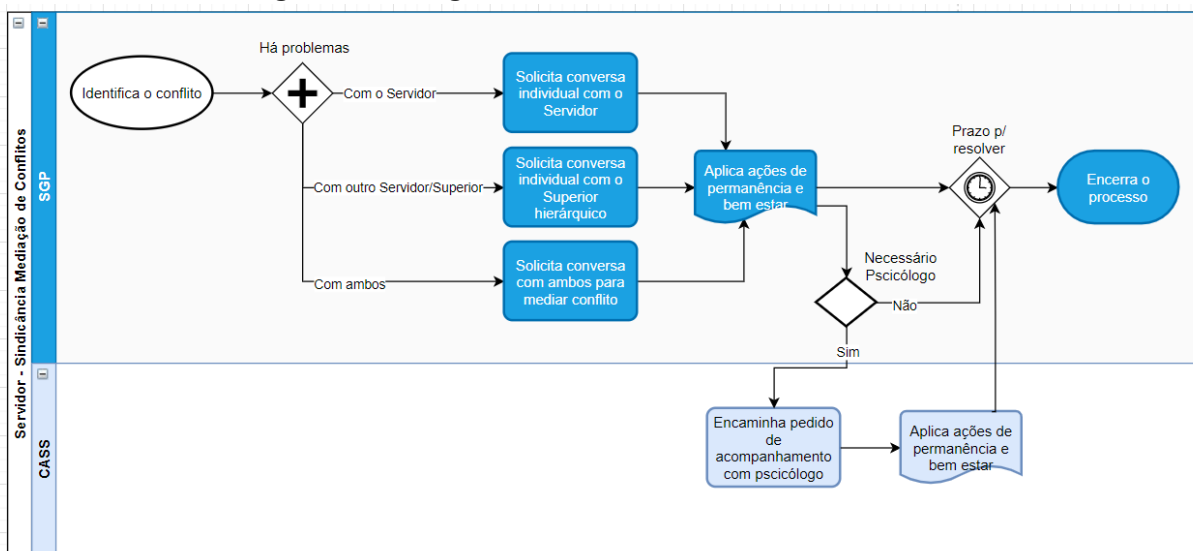 Servidor - Sindicância Mediação de Conflitos
SGP
Identifica o conflito
Há problemas
Com o Servidor
Com outro Servidor/Superior
Com ambos
Solicita conversa
individual com o
Servidor
Solicita conversa
individual com o
Superior
hierárquico
Solicita conversa
com ambos para
mediar conflito
Aplica ações de
permanência e
bem estar
Necessário
Pscicólogo
Não
Sim
Prazo p/
resolver
Encerra o
processo
CASS
Encaminha pedido
de
acompanhamento
com pscicólogo
Aplica ações de
permanência e
bem estar